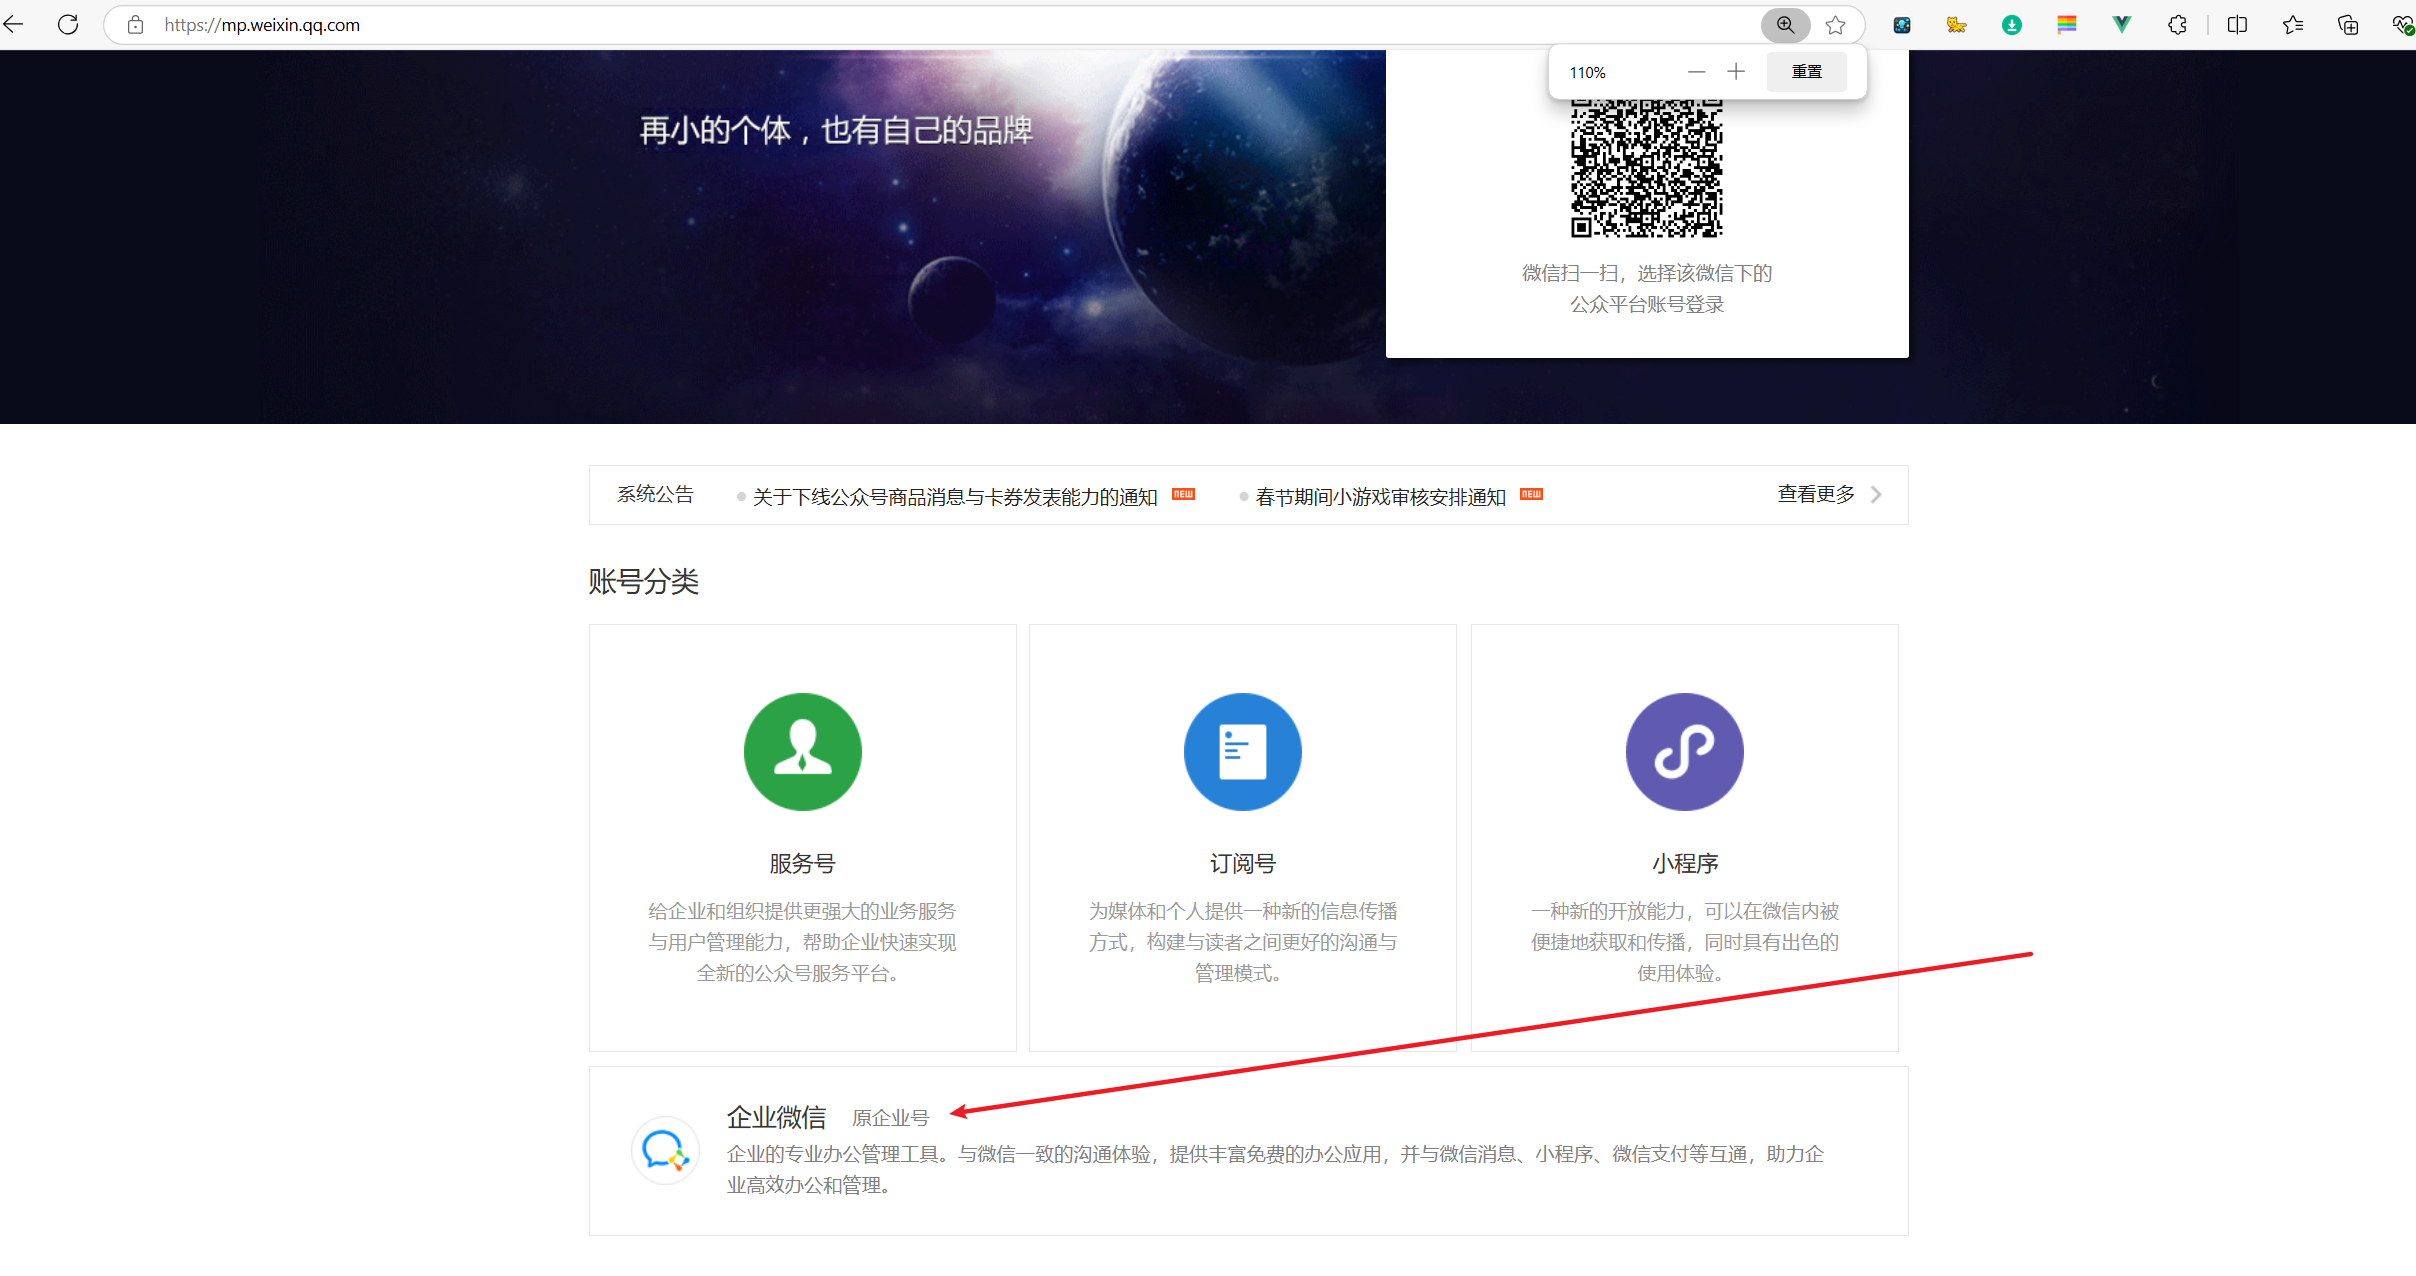 https://mp.weixin.qq.com
110%
重置
再小的个体，也有自己的品牌
微信扫一扫，选择该微信下的
公众平台账号登录
系统公告
关于下线公众号商品消息与卡券发表能力的通知 NEW
春节期间小游戏审核安排通知 NEW
查看更多
账号分类
服务号
给企业和组织提供更强大的业务服务
与用户管理能力，帮助企业快速实现
全新的公众号服务平台。
订阅号
为媒体和个人提供一种新的信息传播
方式，构建与读者之间更好的沟通与
管理模式。
小程序
一种新的开放能力，可以在微信内被
便捷地获取和传播，同时具有出色的
使用体验。
企业微信 原企业号
企业的专业办公管理工具。与微信一致的沟通体验，提供丰富免费的办公应用，并与微信消息、小程序、微信支付等互通，助力企
业高效办公和管理。